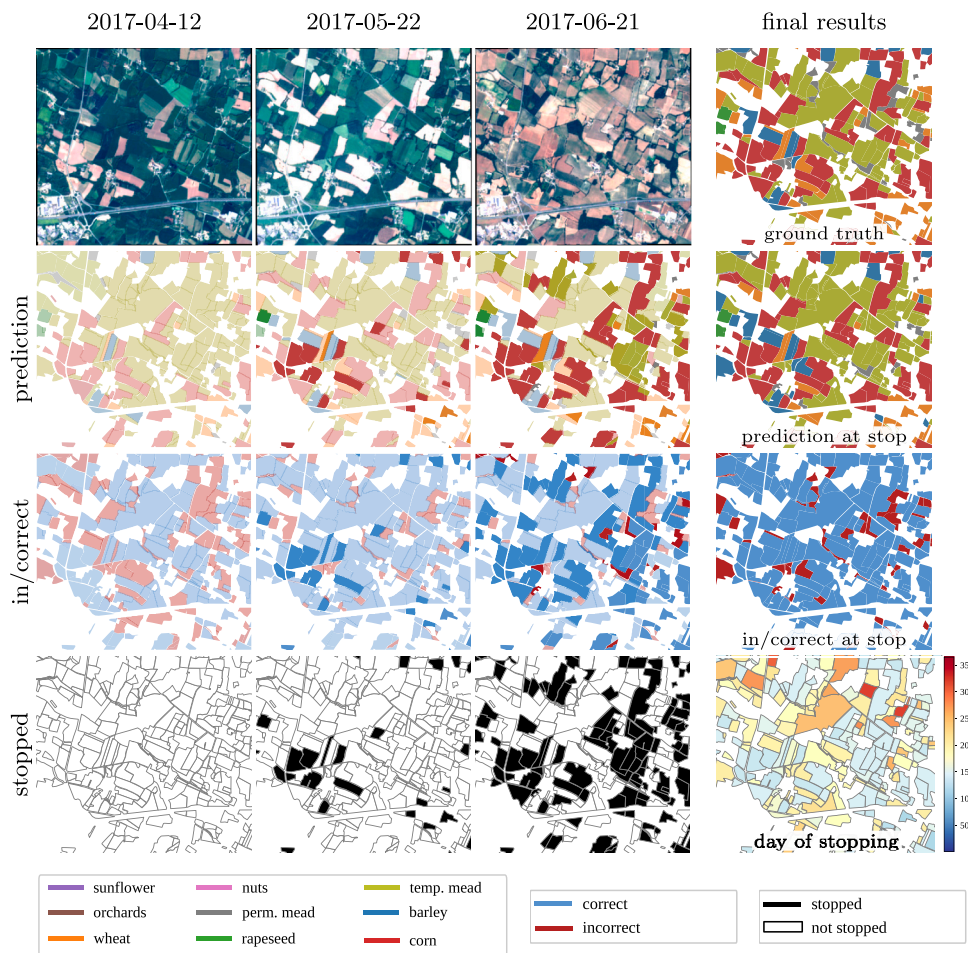 2017-04-12 2017-05-22 2017-06-21 final results
ground truth
prediction
prediction at stop
in/correct
in/correct at stop
stopped
35
30
25
20
15
10
50
day of stopping
sunflower nuts temp. mead
orchards perm. mead barley
wheat rapeseed corn
correct
incorrect
stopped
not stopped